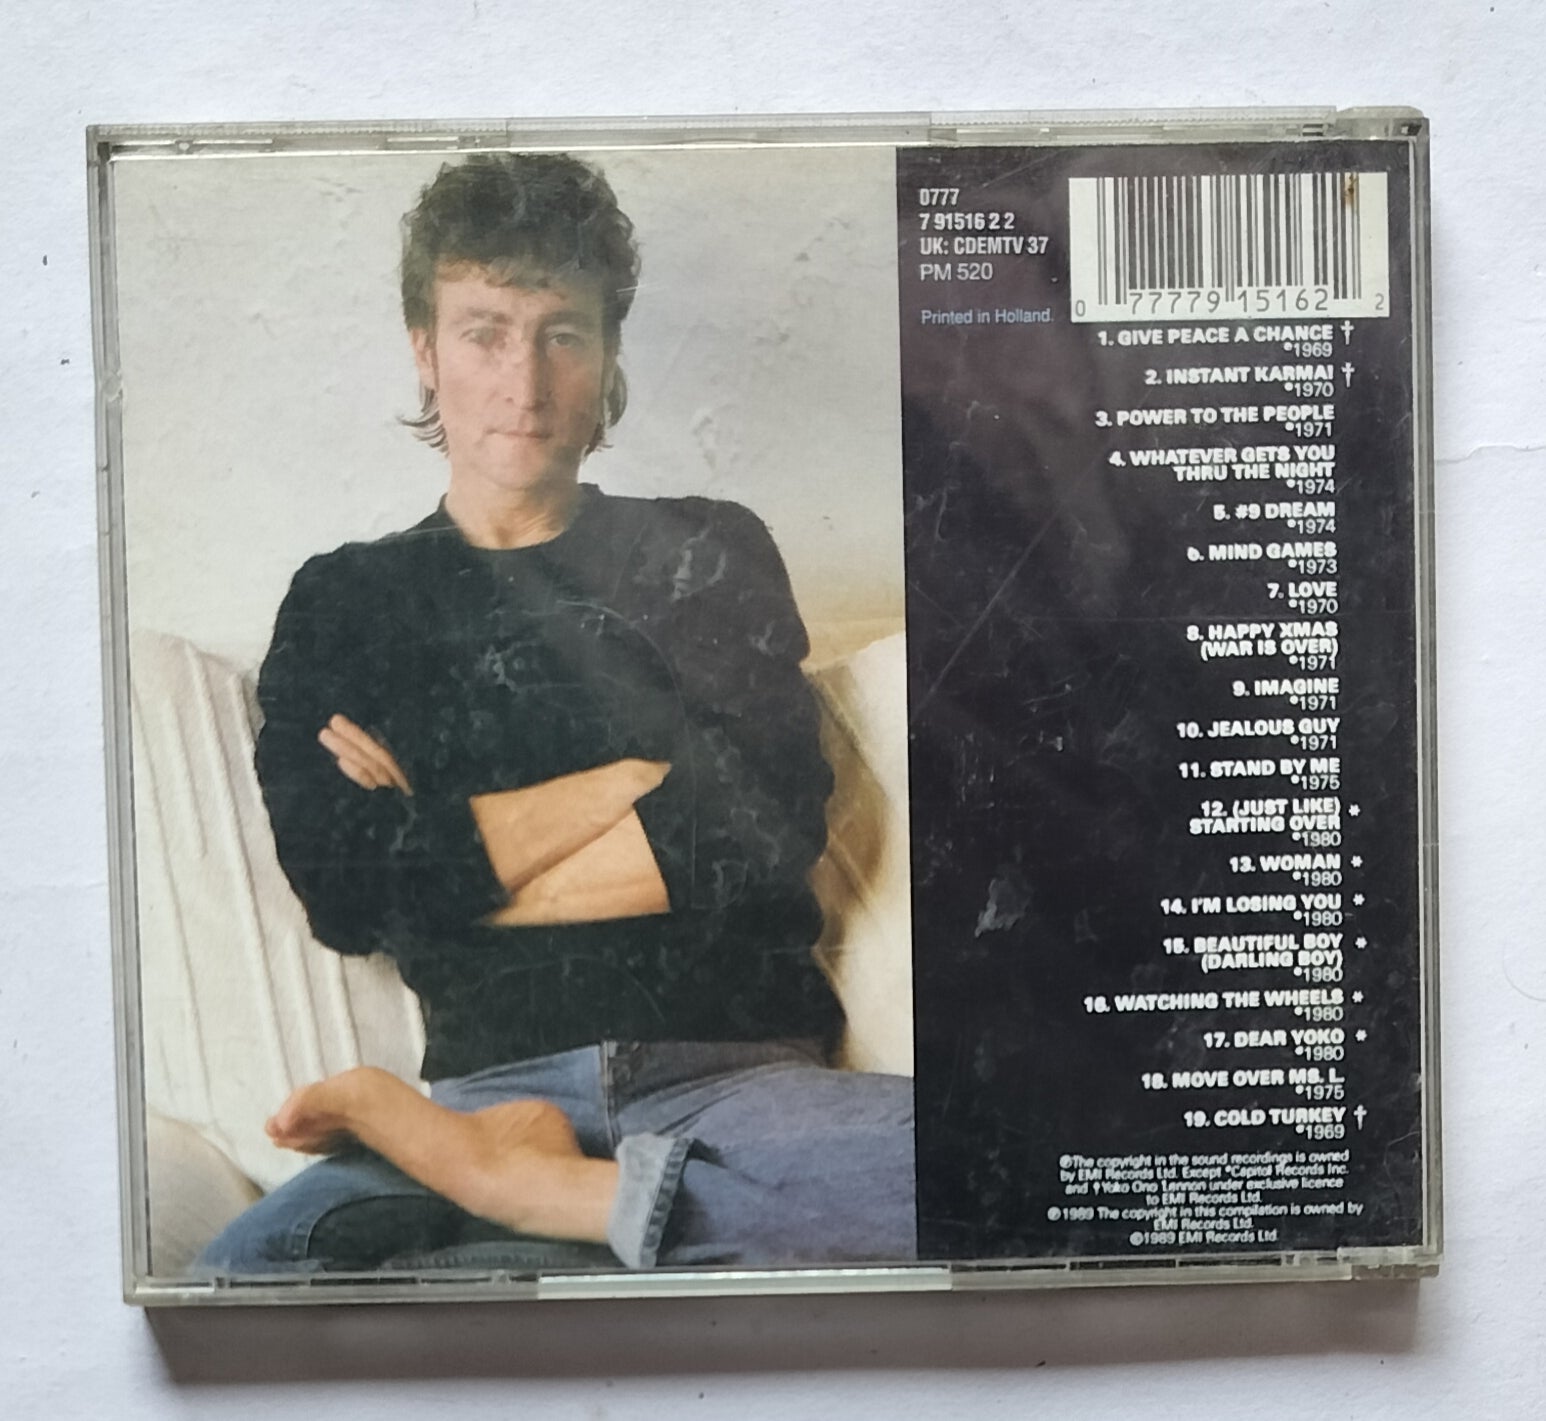 0777
7 91516 2 2
UK: CDEMTV 37
PM 520
Printed in Holland.
0 77779 15162 2
1. GIVE PEACE A CHANCE †
℗1969
2. INSTANT KARMA! †
℗1970
3. POWER TO THE PEOPLE
℗1971
4. WHATEVER GETS YOU
THRU THE NIGHT
℗1974
5. #9 DREAM
℗1974
6. MIND GAMES
℗1973
7. LOVE
℗1970
8. HAPPY XMAS
(WAR IS OVER)
℗1971
9. IMAGINE
℗1971
10. JEALOUS GUY
℗1971
11. STAND BY ME
℗1975
12. (JUST LIKE) *
STARTING OVER
℗1980
13. WOMAN *
℗1980
14. I'M LOSING YOU *
℗1980
15. BEAUTIFUL BOY *
(DARLING BOY)
℗1980
16. WATCHING THE WHEELS *
℗1980
17. DEAR YOKO *
℗1980
18. MOVE OVER MS. L.
℗1975
19. COLD TURKEY †
℗1969
℗The copyright in the sound recordings is owned
by EMI Records Ltd. Except *Capitol Records Inc.
and † Yoko Ono Lennon under exclusive licence
to EMI Records Ltd.
℗ 1989 The copyright in this compilation is owned by
EMI Records Ltd.
©1989 EMI Records Ltd.